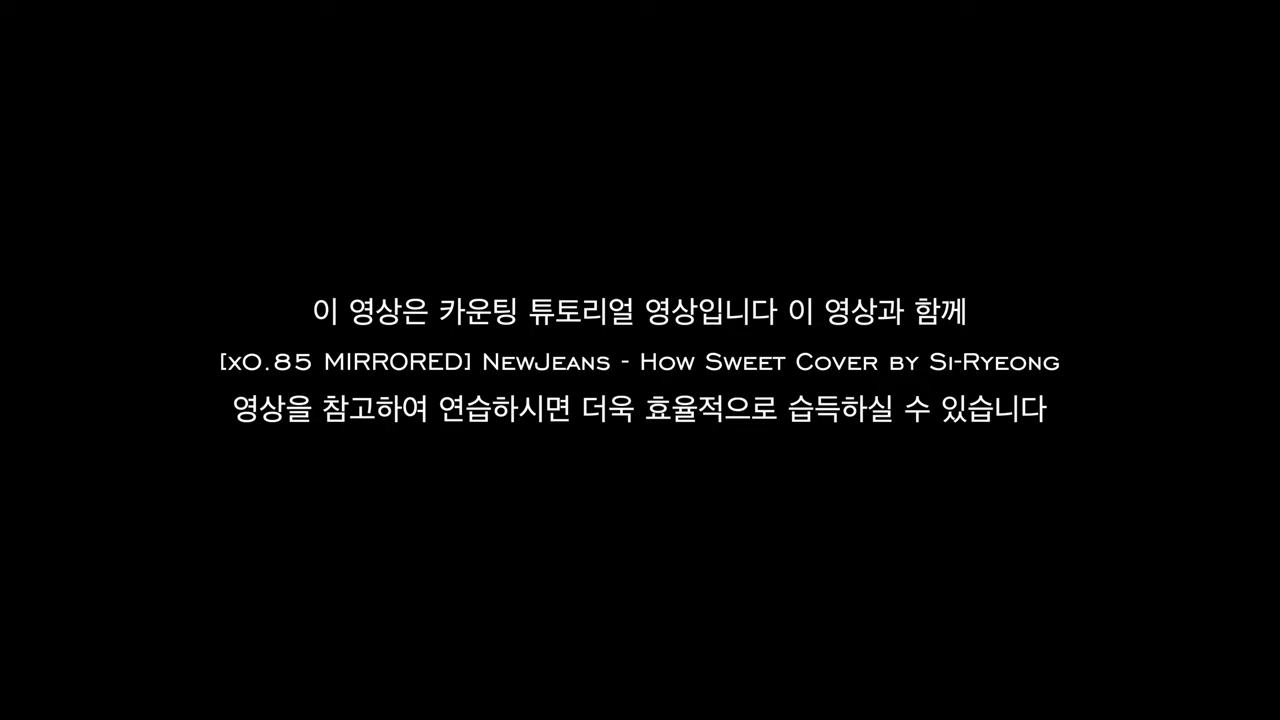 이 영상은 카운팅 튜토리얼 영상입니다 이 영상과 함께
[x0.85 MIRRORED] NewJeans - How Sweet Cover by Si-Ryeong
영상을 참고하여 연습하시면 더욱 효율적으로 습득하실 수 있습니다